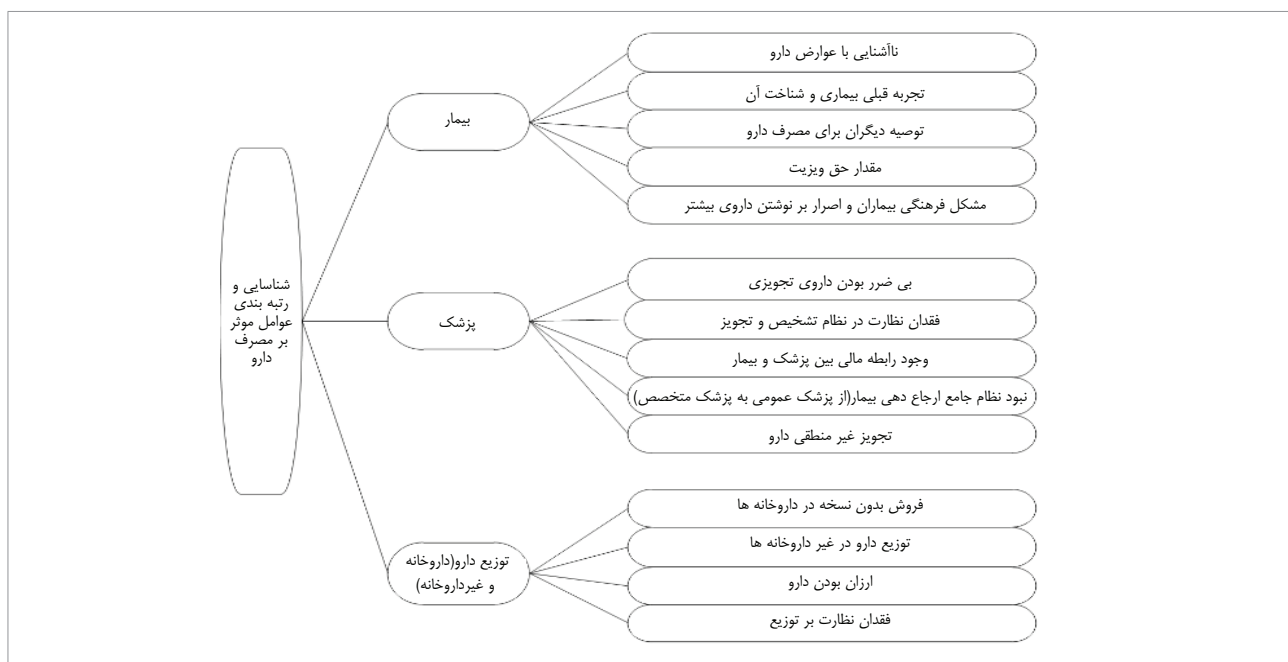 شناسایی و
رتبه بندی
عوامل موثر
بر مصرف
دارو
بیمار
ناآشنایی با عوارض دارو
تجربه قبلی بیماری و شناخت آن
توصیه دیگران برای مصرف دارو
مقدار حق ویزیت
مشکل فرهنگی بیماران و اصرار بر نوشتن داروی بیشتر
پزشک
بی ضرر بودن داروی تجویزی
فقدان نظارت در نظام تشخیص و تجویز
وجود رابطه مالی بین پزشک و بیمار
نبود نظام جامع ارجاع دهی بیمار(از پزشک عمومی به پزشک متخصص)
تجویز غیر منطقی دارو
توزیع دارو(داروخانه
و غیرداروخانه)
فروش بدون نسخه در داروخانه ها
توزیع دارو در غیر داروخانه ها
ارزان بودن دارو
فقدان نظارت بر توزیع